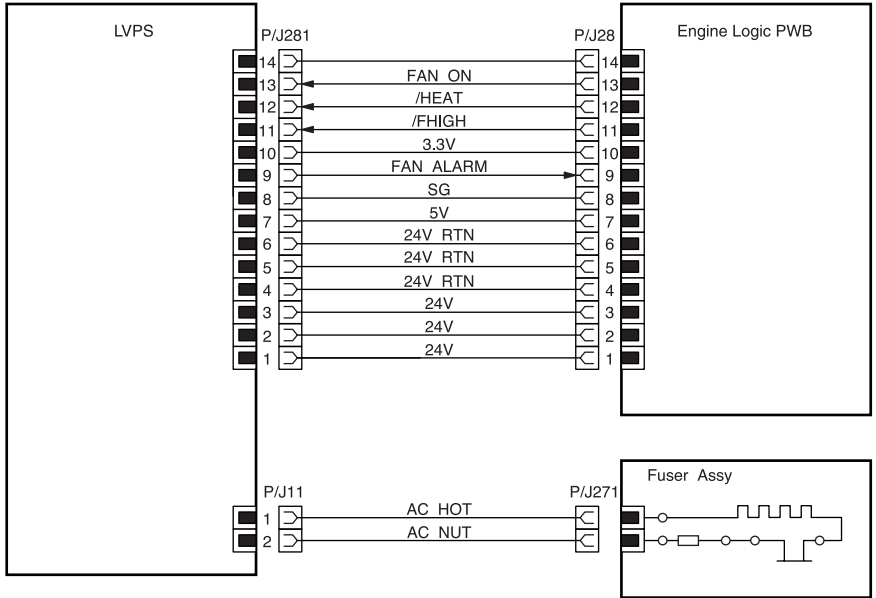 LVPS
P/J281
P/J28
Engine Logic PWB
14 14
13 FAN ON 13
12 /HEAT 12
11 /FHIGH 11
10 3.3V 10
9 FAN ALARM 9
8 SG 8
7 5V 7
6 24V RTN 6
5 24V RTN 5
4 24V RTN 4
3 24V 3
2 24V 2
1 24V 1
Fuser Assy
P/J11
P/J271
1 AC HOT
2 AC NUT